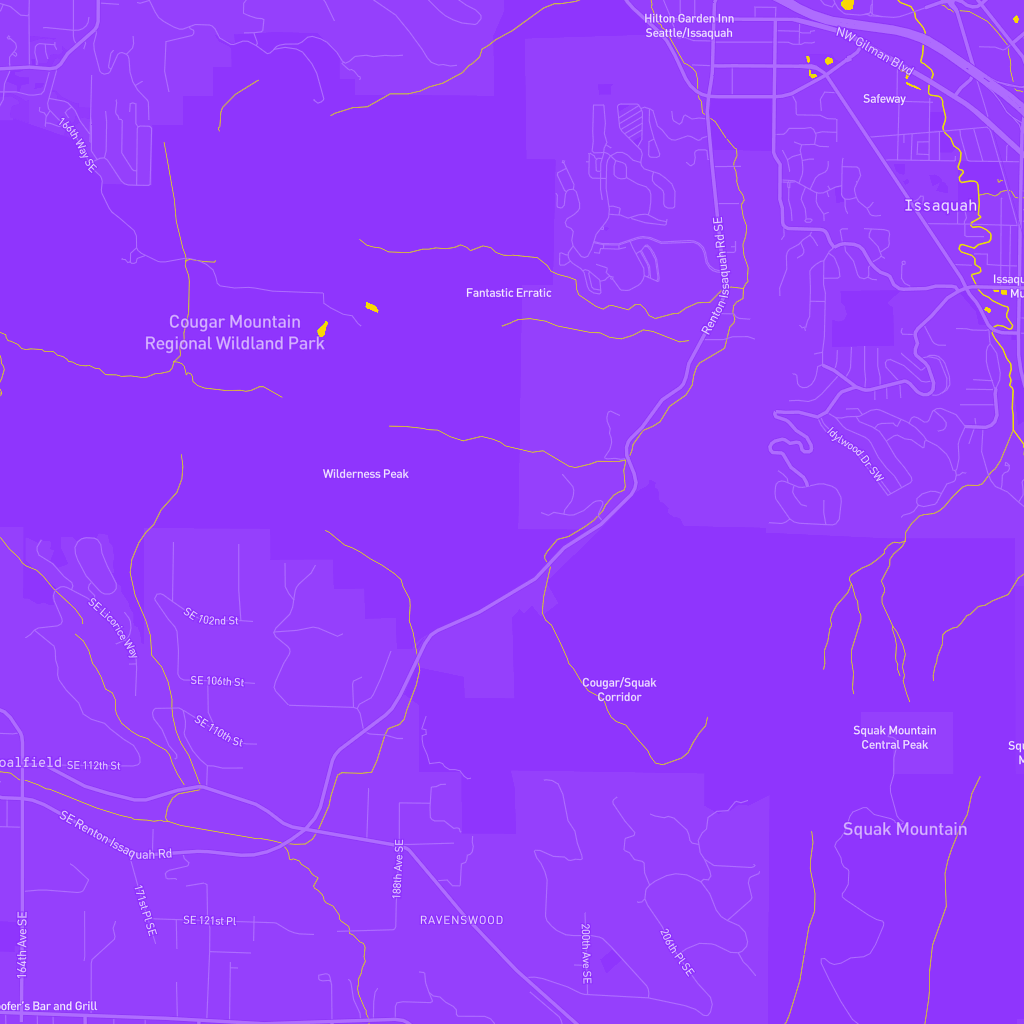 Hilton Garden Inn
Seattle/Issaquah
NW Gilman Blvd
Safeway
166th Way SE
Issaquah
Renton Issaquah Rd SE
Fantastic Erratic
Cougar Mountain
Regional Wildland Park
Idylwood Dr SW
Wilderness Peak
SE Licorice Way
SE 102nd St
SE 106th St
Cougar/Squak
Corridor
SE 110th St
Squak Mountain
Central Peak
SE 112th St
SE Renton Issaquah Rd
Squak Mountain
188th Ave SE
171st Pl SE
SE 121st Pl
RAVENSWOOD
164th Ave SE
200th Ave SE
206th Pl SE
Bar and Grill